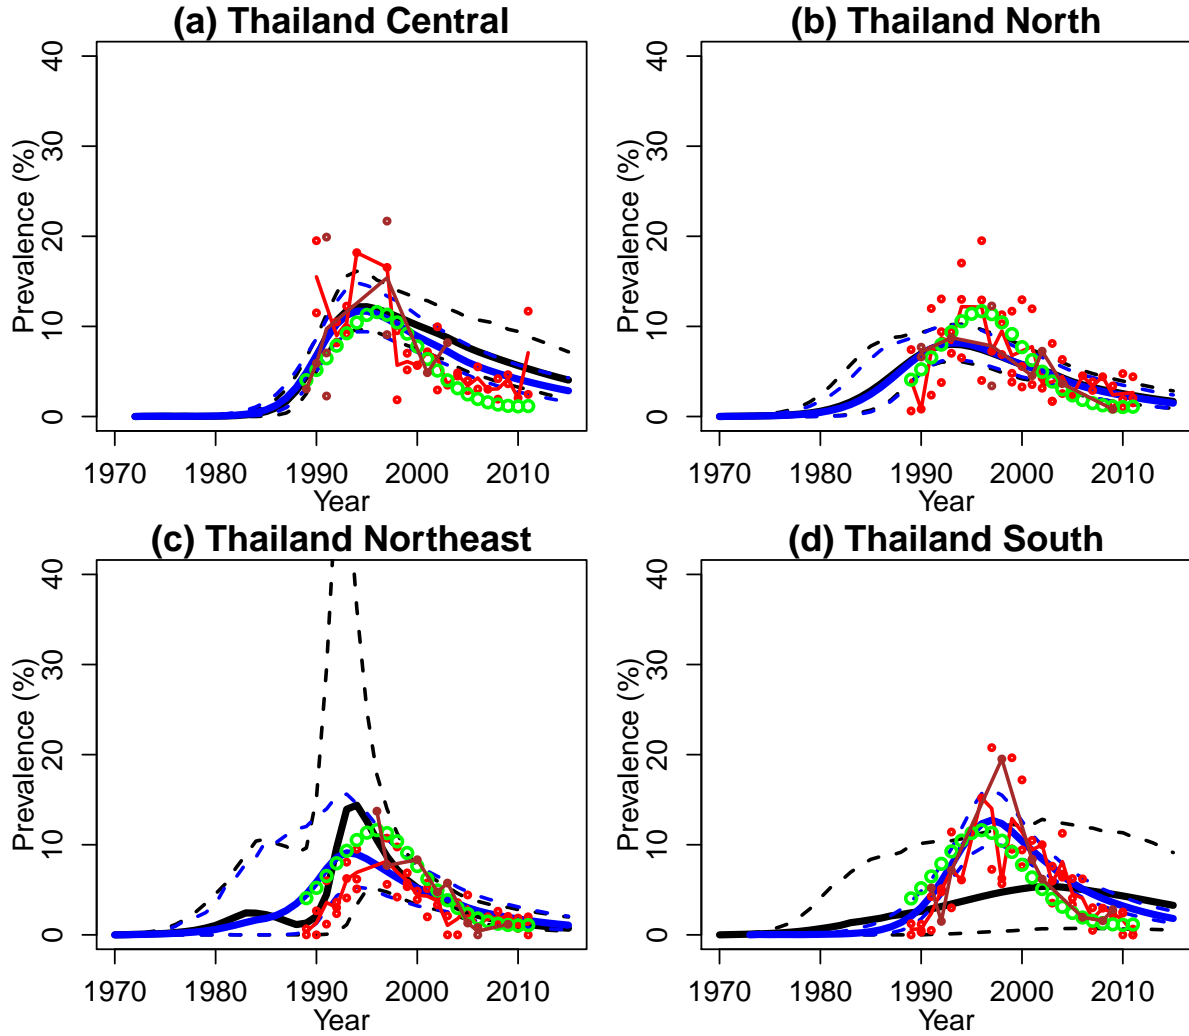 (a) Thailand Central
Prevalence (%)
40
30
20
10
0
1970 1980 1990 2000 2010
Year
(b) Thailand North
Prevalence (%)
40
30
20
10
0
1970 1980 1990 2000 2010
Year
(c) Thailand Northeast
Prevalence (%)
40
30
20
10
0
1970 1980 1990 2000 2010
Year
(d) Thailand South
Prevalence (%)
40
30
20
10
0
1970 1980 1990 2000 2010
Year